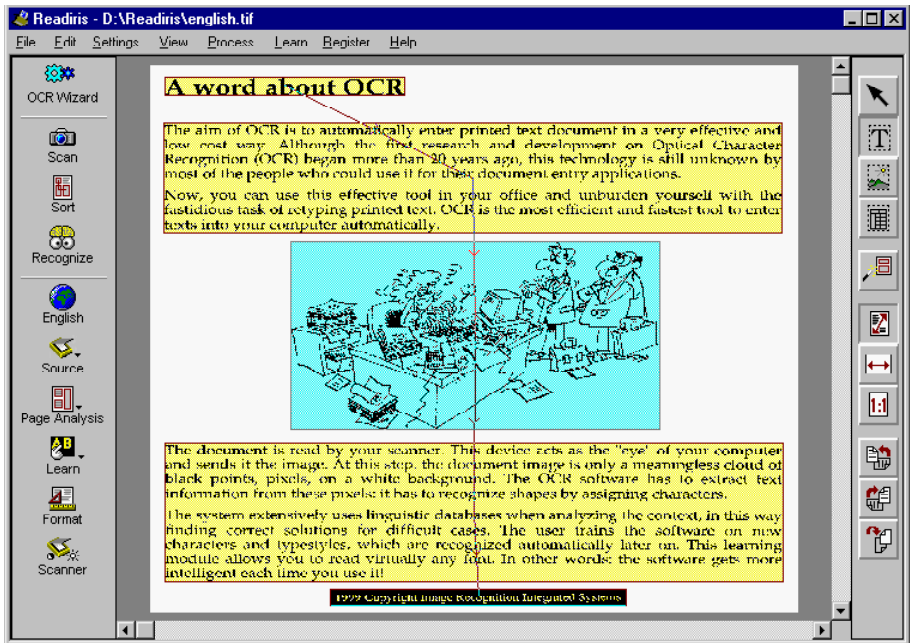 Readiris - D:\Readiris\english.tif
File Edit Settings View Process Learn Register Help
OCR Wizard
Scan
Sort
Recognize
English
Source
Page Analysis
Learn
Format
Scanner
A word about OCR
The aim of OCR is to automatically enter printed text document in a very effective and
low cost way. Although the first research and development on Optical Character
Recognition (OCR) began more than 20 years ago, this technology is still unknown by
most of the people who could use it for their document entry applications.
Now, you can use this effective tool in your office and unburden yourself with the
fastidious task of retyping printed text. OCR is the most efficient and fastest tool to enter
texts into your computer automatically.
The document is read by your scanner. This device acts as the "eye" of your computer
and sends it the image. At this step, the document image is only a meaningless cloud of
black points, pixels, on a white background. The OCR software has to extract text
information from these pixels: it has to recognize shapes by assigning characters.
The system extensively uses linguistic databases when analyzing the context, in this way
finding correct solutions for difficult cases. The user trains the software on new
characters and typestyles, which are recognized automatically later on. This learning
module allows you to read virtually any font. In other words: the software gets more
intelligent each time you use it!
1999 Copyright Image Recognition Integrated Systems
T
1:1